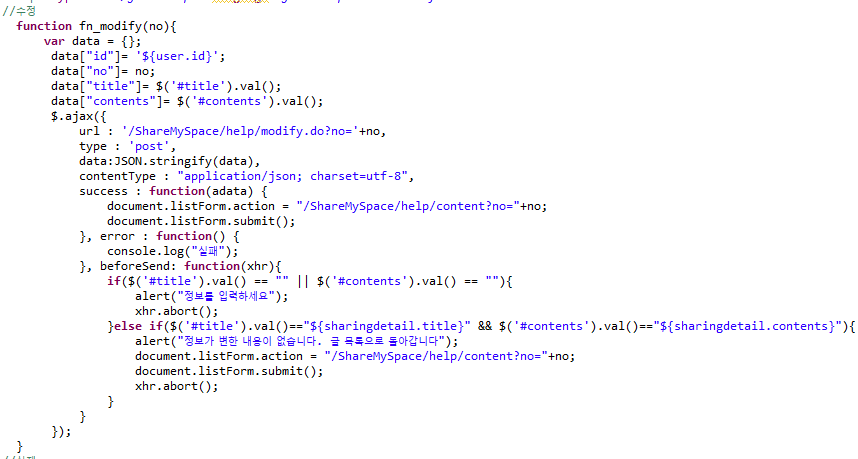 //수정
function fn_modify(no){
var data = {};
data["id"]= '${user.id}';
data["no"]= no;
data["title"]= $('#title').val();
data["contents"]= $('#contents').val();
$.ajax({
url : '/ShareMySpace/help/modify.do?no='+no,
type : 'post',
data:JSON.stringify(data),
contentType : "application/json; charset=utf-8",
success : function(adata) {
document.listForm.action = "/ShareMySpace/help/content?no="+no;
document.listForm.submit();
}, error : function() {
console.log("실패");
}, beforeSend: function(xhr){
if($('#title').val() == "" || $('#contents').val() == ""){
alert("정보를 입력하세요");
xhr.abort();
}else if($('#title').val()=="${sharingdetail.title}" && $('#contents').val()=="${sharingdetail.contents}"){
alert("정보가 변한 내용이 없습니다. 글 목록으로 돌아갑니다");
document.listForm.action = "/ShareMySpace/help/content?no="+no;
document.listForm.submit();
xhr.abort();
}
}
});
}